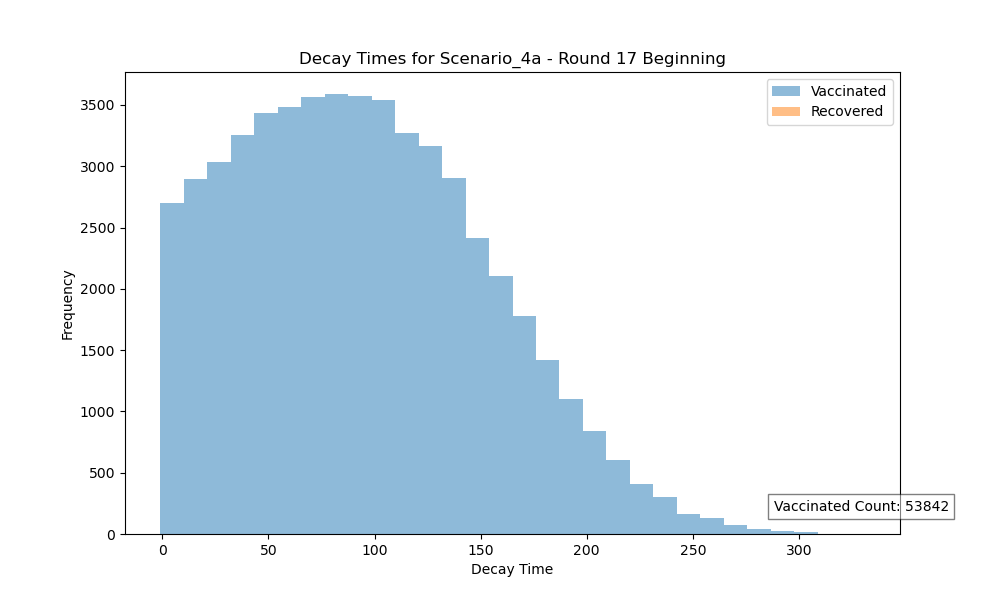 Decay Times for Scenario_4a - Round 17 Beginning
Vaccinated
Recovered
Frequency
3500
3000
2500
2000
1500
1000
500
0
Vaccinated Count: 53842
0 50 100 150 200 250 300
Decay Time